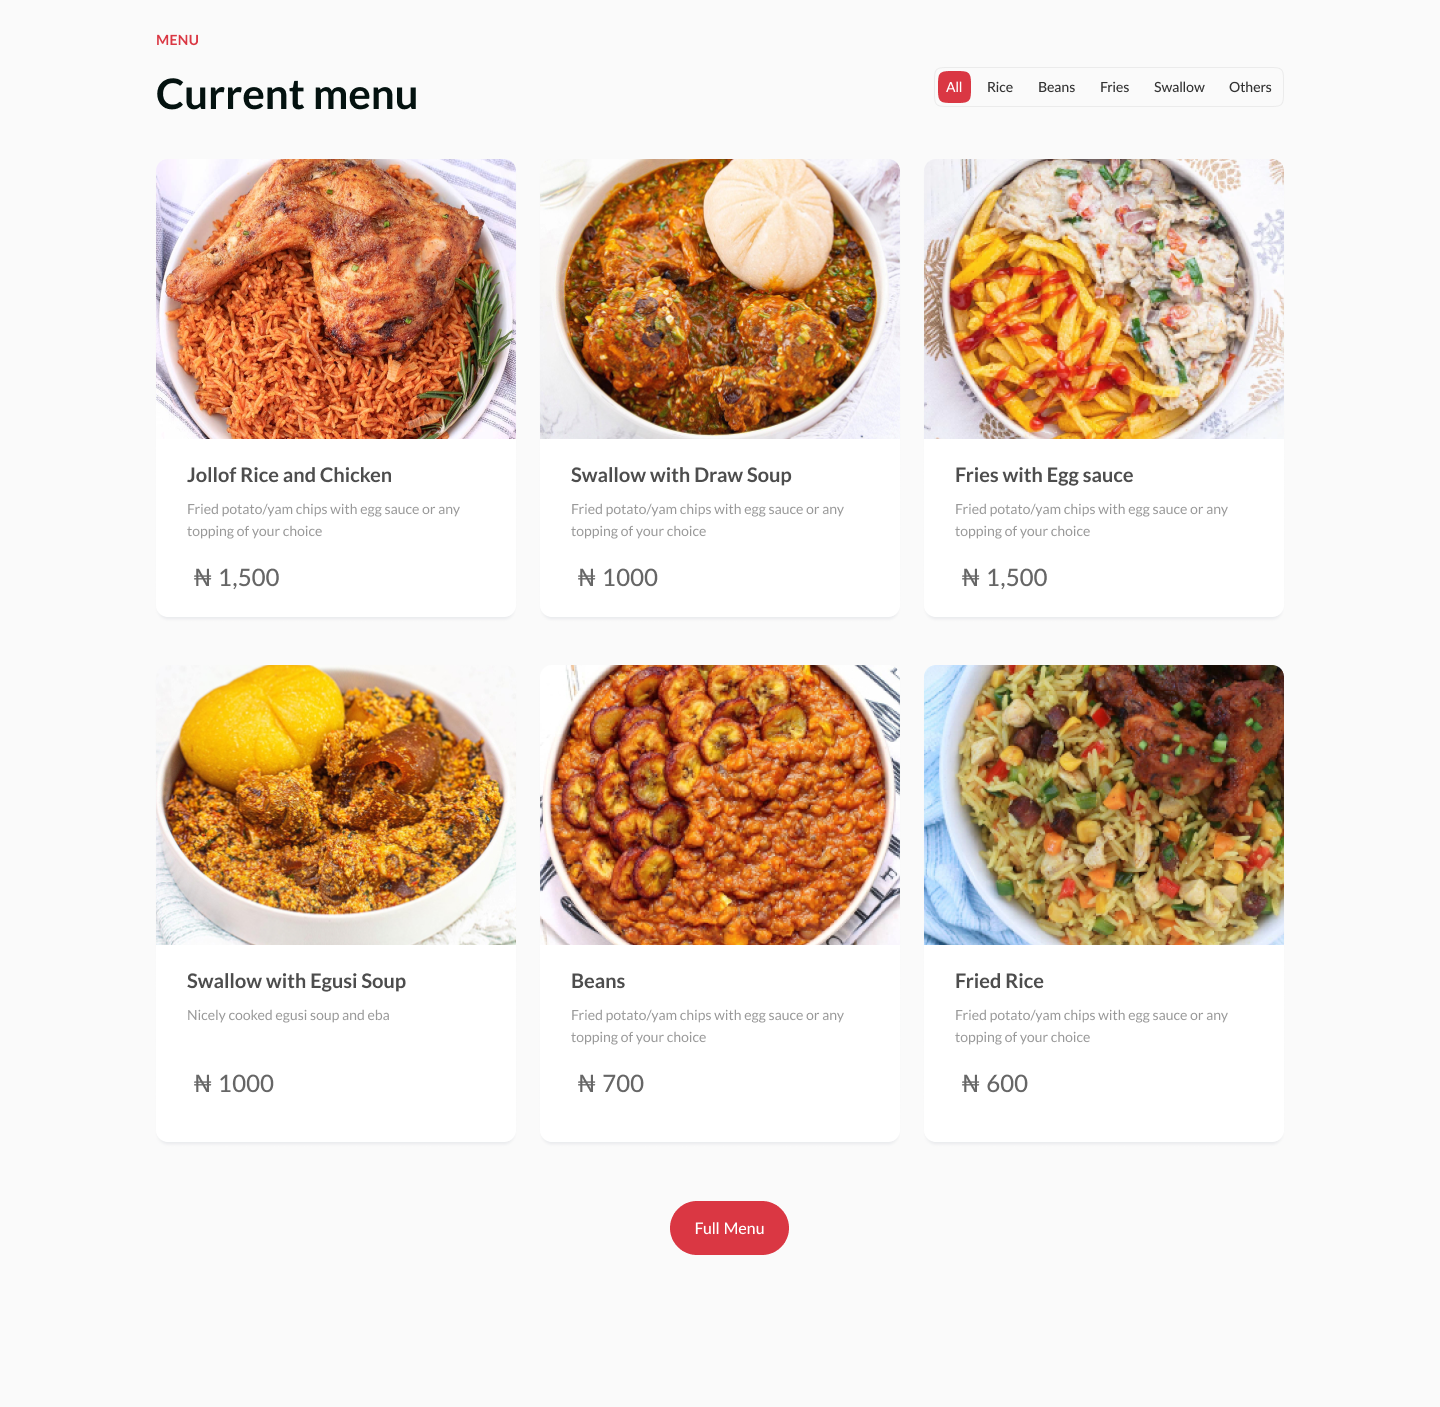 MENU
Current menu
All Rice Beans Fries Swallow Others
Jollof Rice and Chicken
Fried potato/yam chips with egg sauce or any
topping of your choice
₦ 1,500
Swallow with Draw Soup
Fried potato/yam chips with egg sauce or any
topping of your choice
₦ 1000
Fries with Egg sauce
Fried potato/yam chips with egg sauce or any
topping of your choice
₦ 1,500
Swallow with Egusi Soup
Nicely cooked egusi soup and eba
₦ 1000
Beans
Fried potato/yam chips with egg sauce or any
topping of your choice
₦ 700
Fried Rice
Fried potato/yam chips with egg sauce or any
topping of your choice
₦ 600
Full Menu